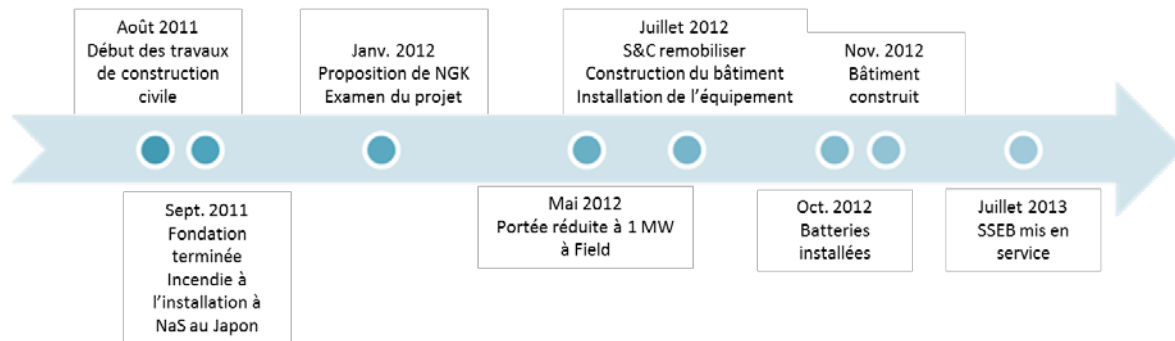 Août 2011
Début des travaux
de construction
civile
Sept. 2011
Fondation
terminée
Incendie à
l’installation à
NaS au Japon
Janv. 2012
Proposition de NGK
Examen du projet
Mai 2012
Portée réduite à 1 MW
à Field
Juillet 2012
S&C remobiliser
Construction du bâtiment
Installation de l’équipement
Oct. 2012
Batteries
installées
Nov. 2012
Bâtiment
construit
Juillet 2013
SSEB mis en
service